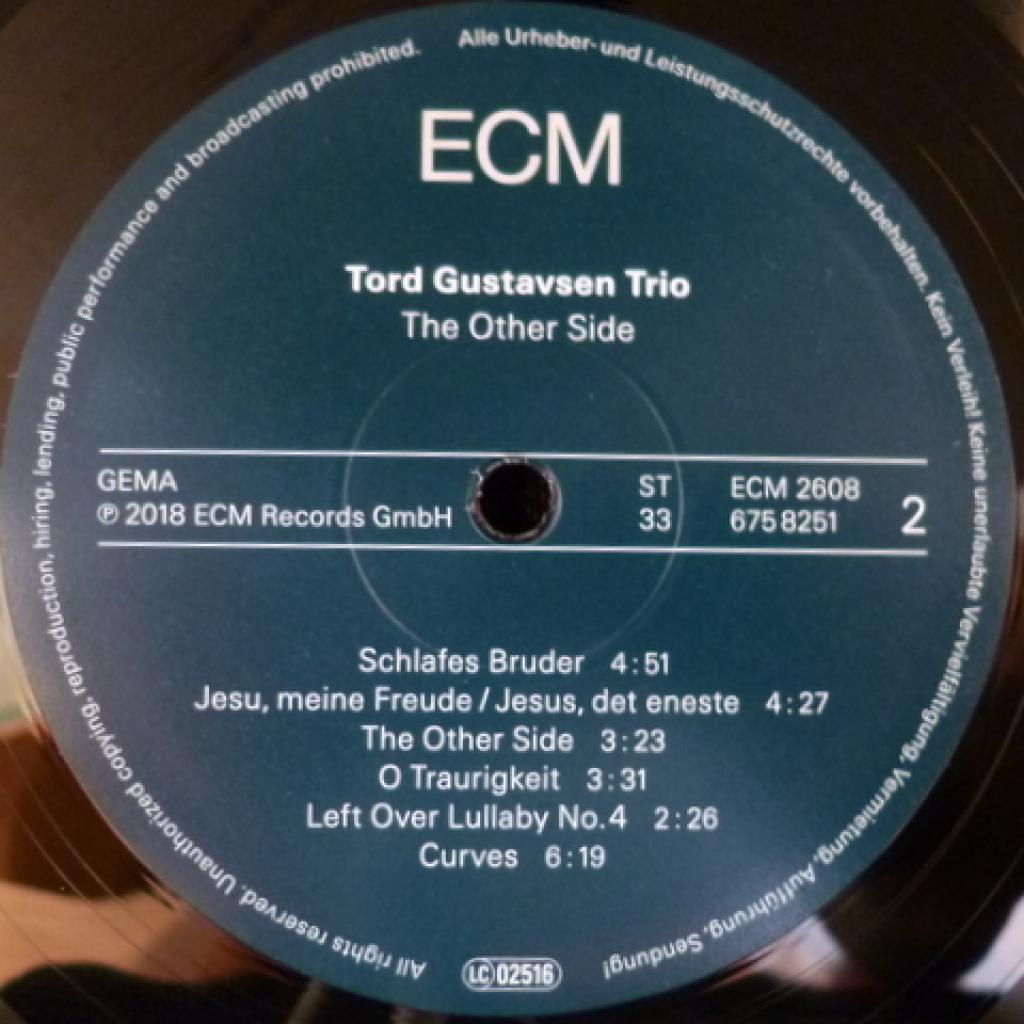 ECM
Tord Gustavsen Trio
The Other Side
GEMA
℗ 2018 ECM Records GmbH
ST
33
ECM 2608
675 8251
2
Schlafes Bruder 4:51
Jesu, meine Freude / Jesus, det eneste 4:27
The Other Side 3:23
O Traurigkeit 3:31
Left Over Lullaby No. 4 2:26
Curves 6:19
LC 02516
Alle Urheber- und Leistungsschutzrechte vorbehalten. Kein Verleih! Keine unerlaubte Vervielfältigung, Vermietung, Aufführung, Sendung!
All rights reserved. Unauthorized copying, reproduction, hiring, lending, public performance and broadcasting prohibited.